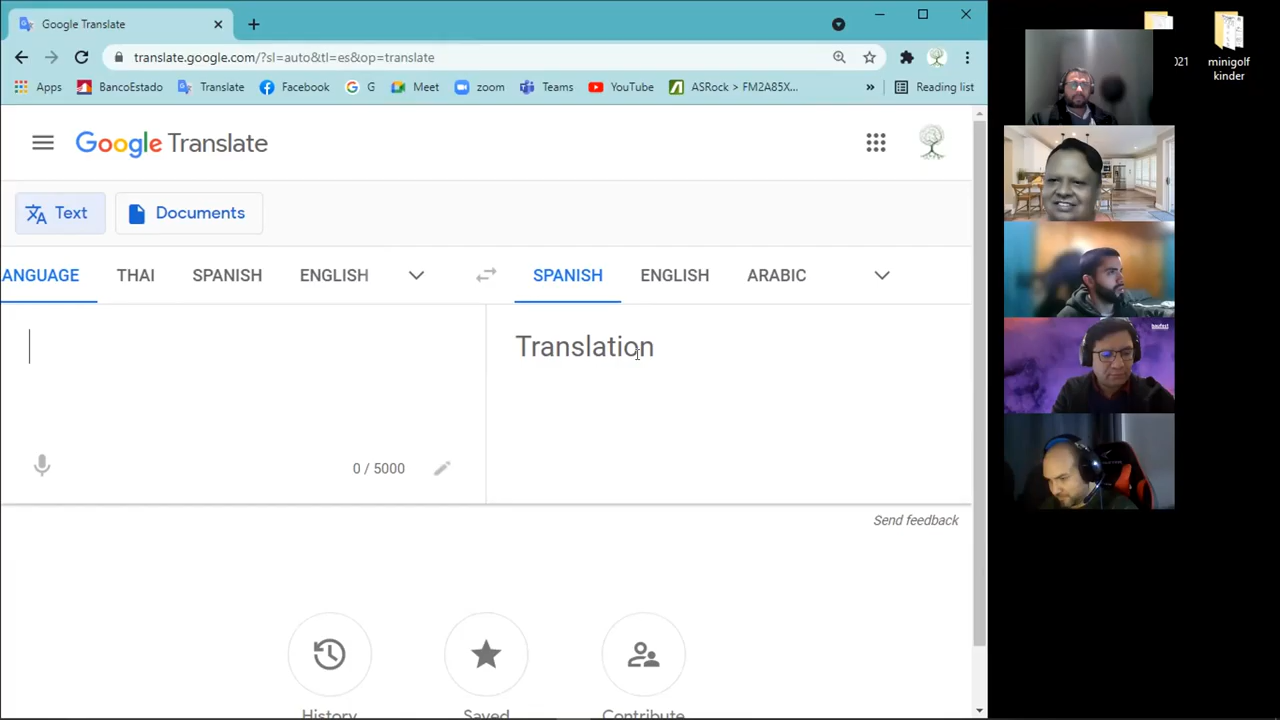 Google Translate
translate.google.com/?sl=auto&tl=es&op=translate
Apps BancoEstado Translate Facebook G Meet zoom Teams YouTube ASRock > FM2A85X... » Reading list
Google Translate
Text Documents
ANGUAGE THAI SPANISH ENGLISH SPANISH ENGLISH ARABIC
Translation
0 / 5000
Send feedback
History Saved Contribute
021 minigolf
kinder